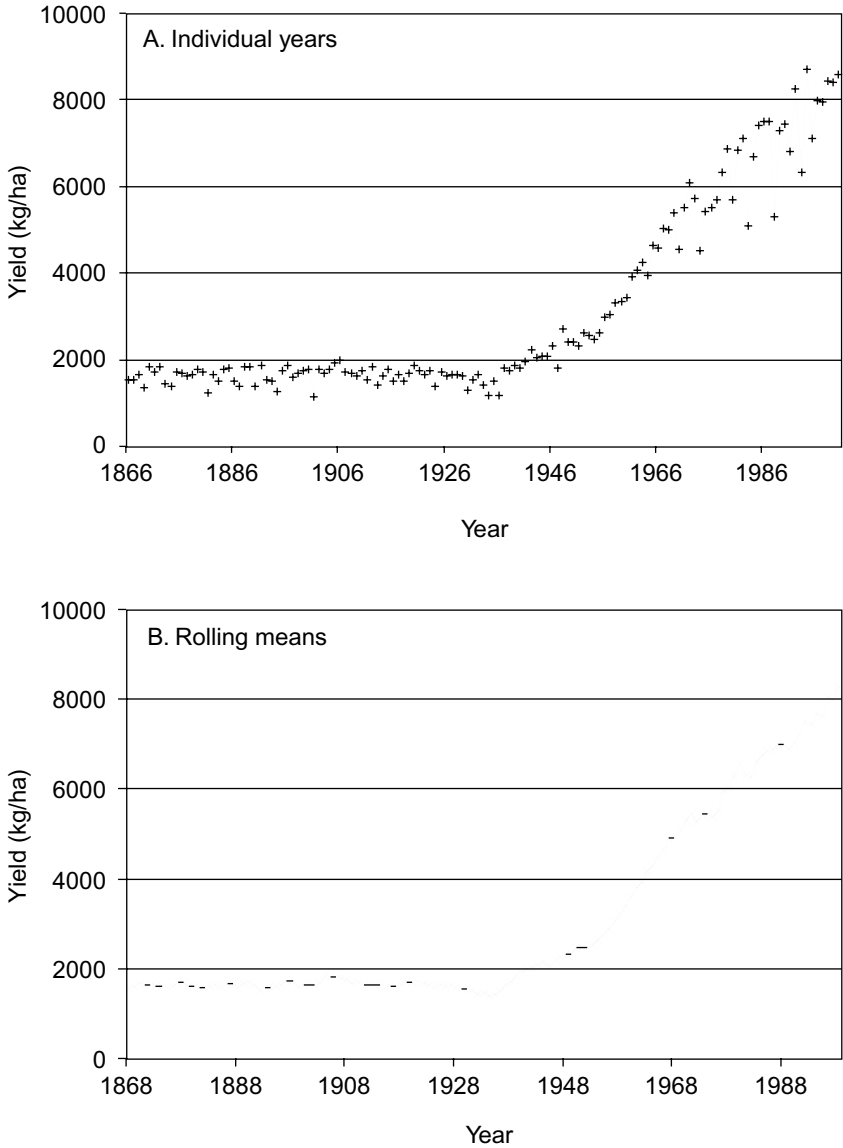 A. Individual years
10000
8000
6000
4000
2000
0
Yield (kg/ha)
1866 1886 1906 1926 1946 1966 1986
Year
B. Rolling means
10000
8000
6000
4000
2000
0
Yield (kg/ha)
1868 1888 1908 1928 1948 1968 1988
Year